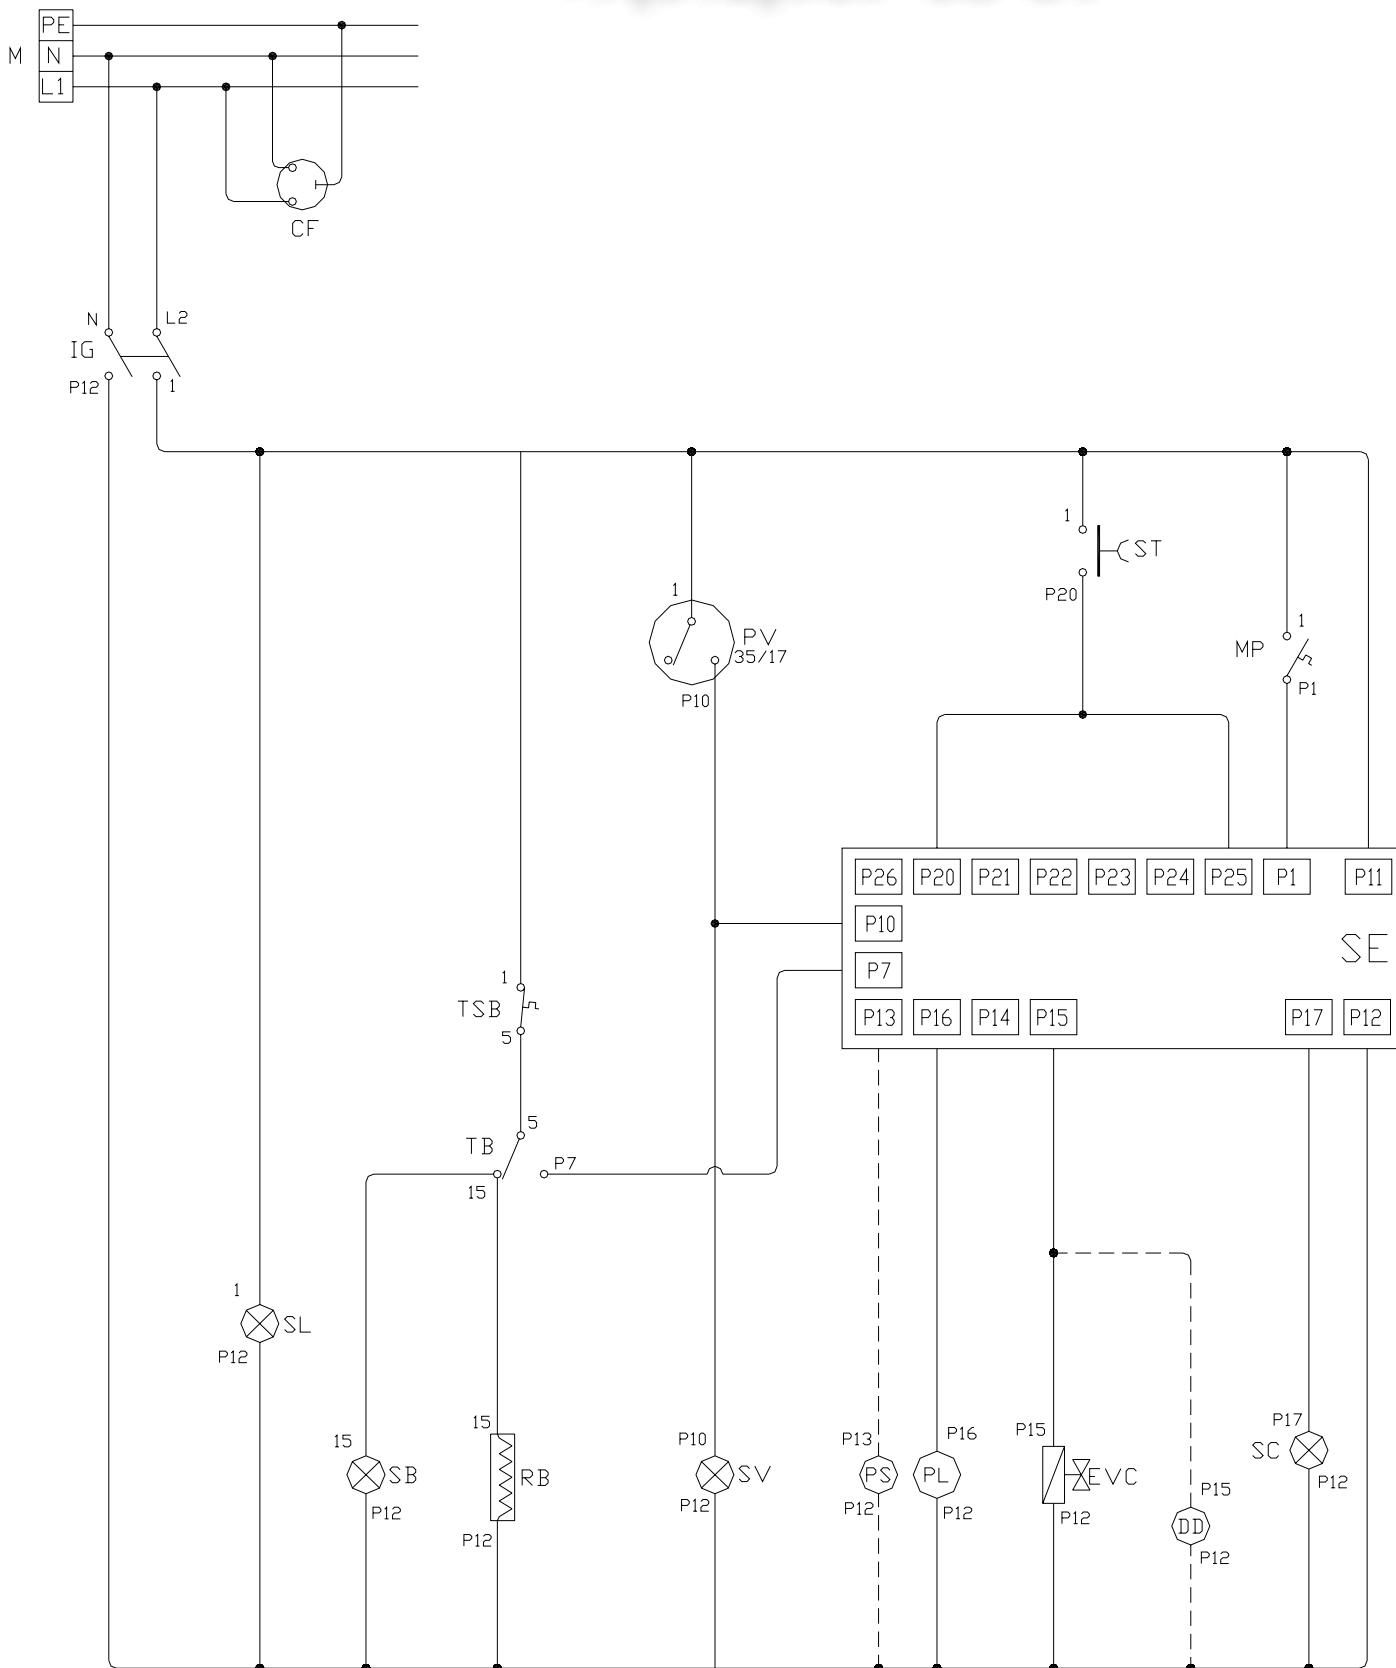 PE
M N
L1
CF
N L2
IG
P12 1
1
ST
P20
1
PV
35/17
P10
1
MP
P1
P26 P20 P21 P22 P23 P24 P25 P1 P11
P10
SE
P7
P13 P16 P14 P15 P17 P12
1
TSB
5
5
TB
P7
15
1
SL
P12
15
SB
P12
15
RB
P12
P10
SV
P12
P13
PS
P12
P16
PL
P12
P15
EVC
P12
P15
DD
P12
P17
SC
P12